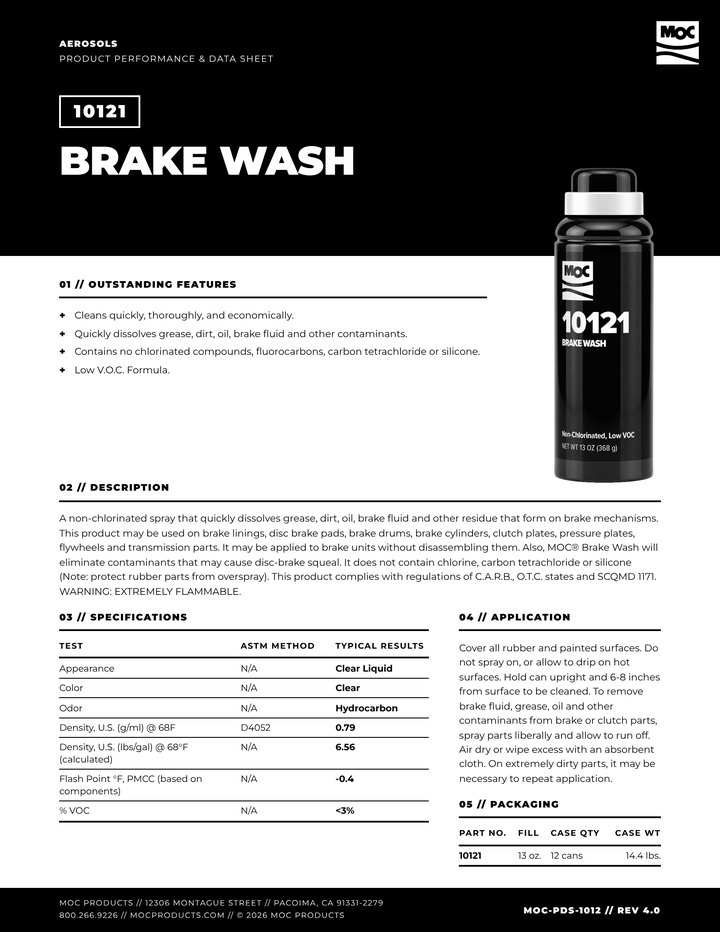 AEROSOLS
PRODUCT PERFORMANCE & DATA SHEET
MOC
10121
BRAKE WASH
01 // OUTSTANDING FEATURES
Cleans quickly, thoroughly, and economically.
Quickly dissolves grease, dirt, oil, brake fluid and other contaminants.
Contains no chlorinated compounds, fluorocarbons, carbon tetrachloride or silicone.
Low V.O.C. Formula.
MOC
10121
BRAKE WASH
Non-Chlorinated, Low VOC
NET WT 13 OZ (368 g)
02 // DESCRIPTION
A non-chlorinated spray that quickly dissolves grease, dirt, oil, brake fluid and other residue that form on brake mechanisms.
This product may be used on brake linings, disc brake pads, brake drums, brake cylinders, clutch plates, pressure plates,
flywheels and transmission parts. It may be applied to brake units without disassembling them. Also, MOC® Brake Wash will
eliminate contaminants that may cause disc-brake squeal. It does not contain chlorine, carbon tetrachloride or silicone
(Note: protect rubber parts from overspray). This product complies with regulations of C.A.R.B., O.T.C. states and SCQMD 1171.
WARNING: EXTREMELY FLAMMABLE.
03 // SPECIFICATIONS
TEST ASTM METHOD TYPICAL RESULTS
Appearance N/A Clear Liquid
Color N/A Clear
Odor N/A Hydrocarbon
Density, U.S. (g/ml) @ 68F D4052 0.79
Density, U.S. (lbs/gal) @ 68°F N/A 6.56
(calculated)
Flash Point °F, PMCC (based on N/A -0.4
components)
% VOC N/A <3%
04 // APPLICATION
Cover all rubber and painted surfaces. Do
not spray on, or allow to drip on hot
surfaces. Hold can upright and 6-8 inches
from surface to be cleaned. To remove
brake fluid, grease, oil and other
contaminants from brake or clutch parts,
spray parts liberally and allow to run off.
Air dry or wipe excess with an absorbent
cloth. On extremely dirty parts, it may be
necessary to repeat application.
05 // PACKAGING
PART NO. FILL CASE QTY CASE WT
10121 13 oz. 12 cans 14.4 lbs.
MOC PRODUCTS // 12306 MONTAGUE STREET // PACOIMA, CA 91331-2279
800.266.9226 // MOCPRODUCTS.COM // © 2026 MOC PRODUCTS
MOC-PDS-1012 // REV 4.0